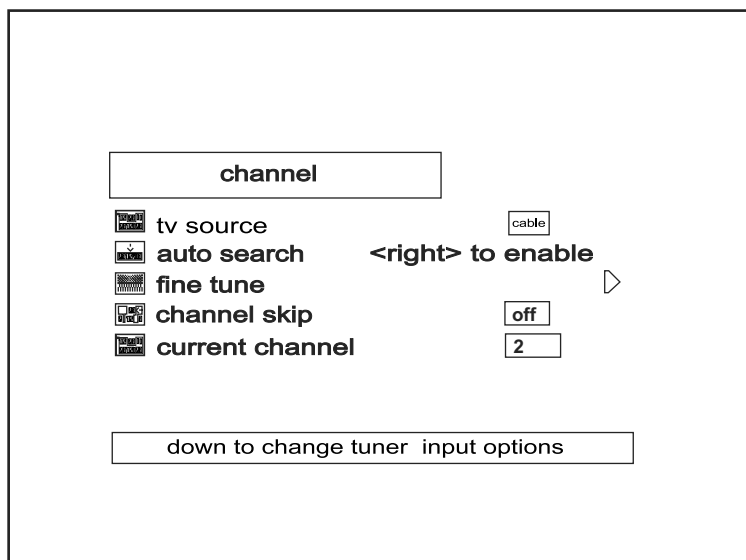 channel
tv source cable
auto search <right> to enable
fine tune
channel skip off
current channel 2
down to change tuner input options